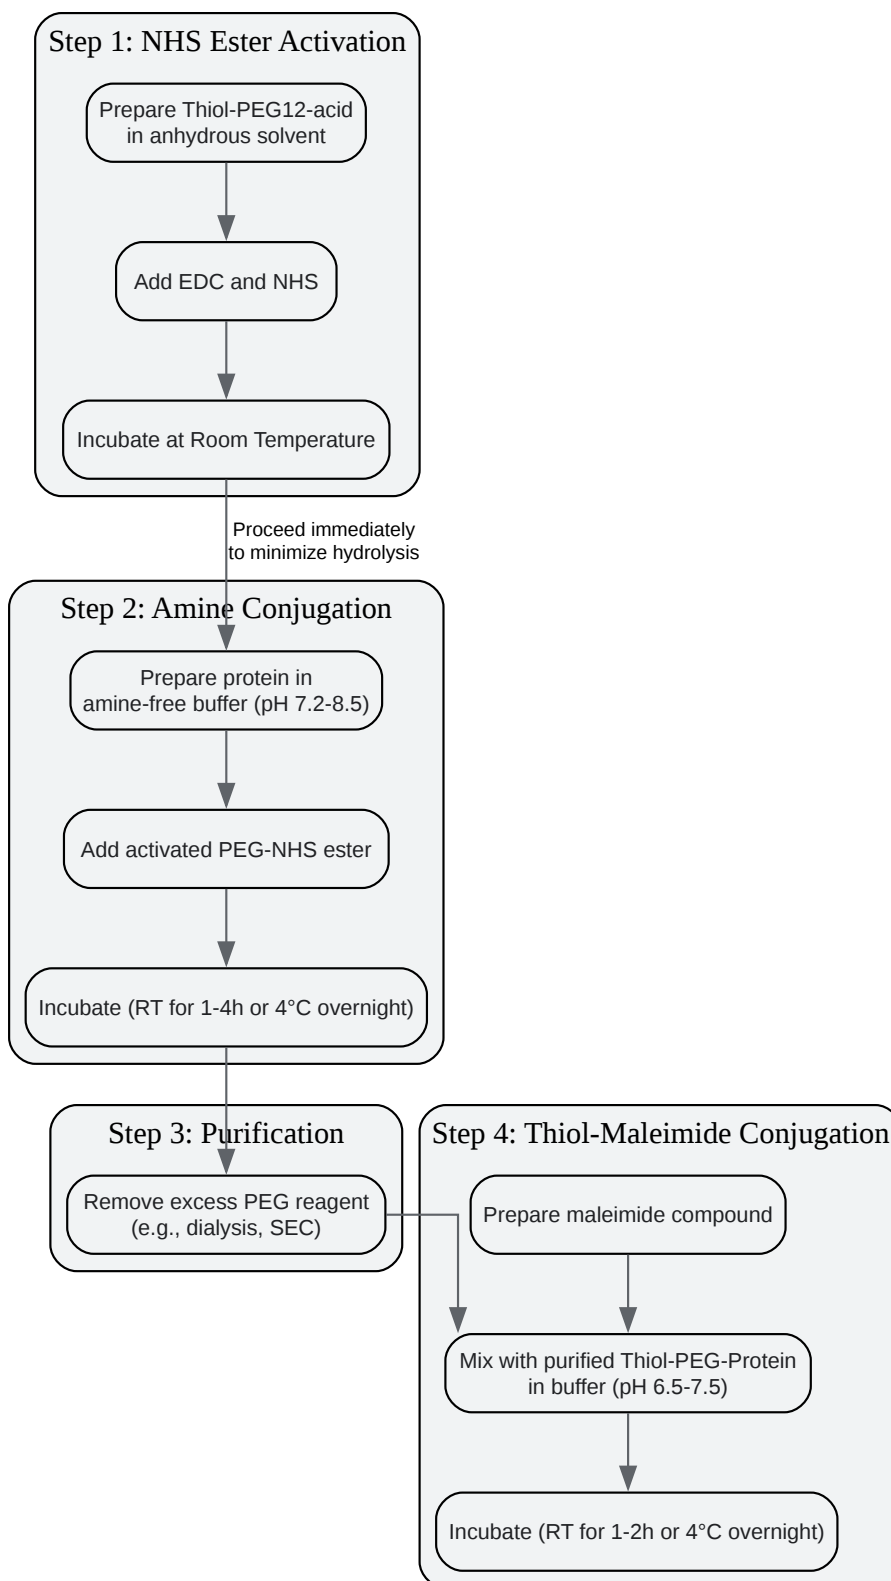 Step 1: NHS Ester Activation
Prepare Thiol-PEG12-acid
in anhydrous solvent
Add EDC and NHS
Incubate at Room Temperature
Proceed immediately
to minimize hydrolysis
Step 2: Amine Conjugation
Prepare protein in
amine-free buffer (pH 7.2-8.5)
Add activated PEG-NHS ester
Incubate (RT for 1-4h or 4°C overnight)
Step 3: Purification
Remove excess PEG reagent
(e.g., dialysis, SEC)
Step 4: Thiol-Maleimide Conjugation
Prepare maleimide compound
Mix with purified Thiol-PEG-Protein
in buffer (pH 6.5-7.5)
Incubate (RT for 1-2h or 4°C overnight)